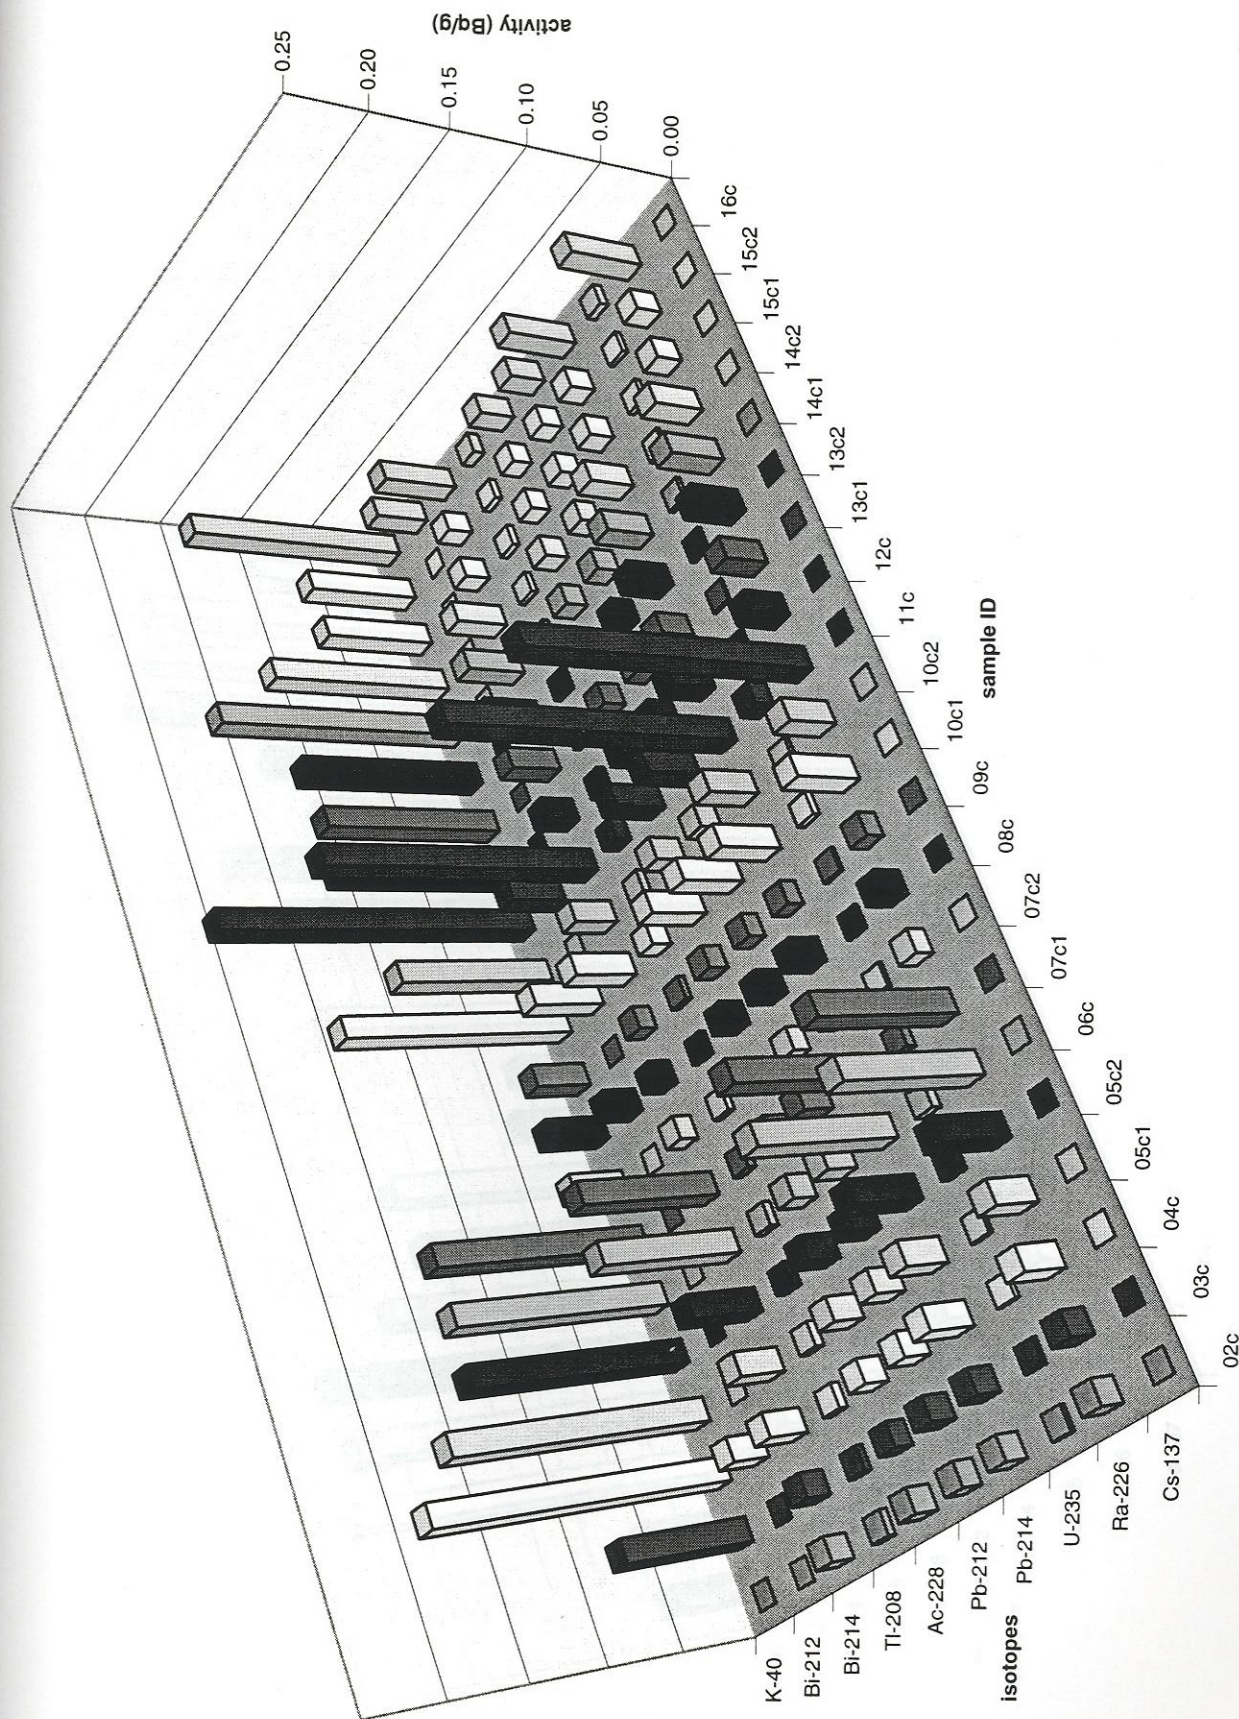 activity (Bq/g)
0.25
0.20
0.15
0.10
0.05
0.00
16c
15c2
15c1
14c2
14c1
13c2
13c1
12c
11c
10c2
10c1
09c
08c
07c2
07c1
06c
05c2
05c1
04c
03c
02c
sample ID
K-40
Bi-212
Bi-214
Tl-208
Ac-228
Pb-212
Pb-214
U-235
Ra-226
Cs-137
isotopes